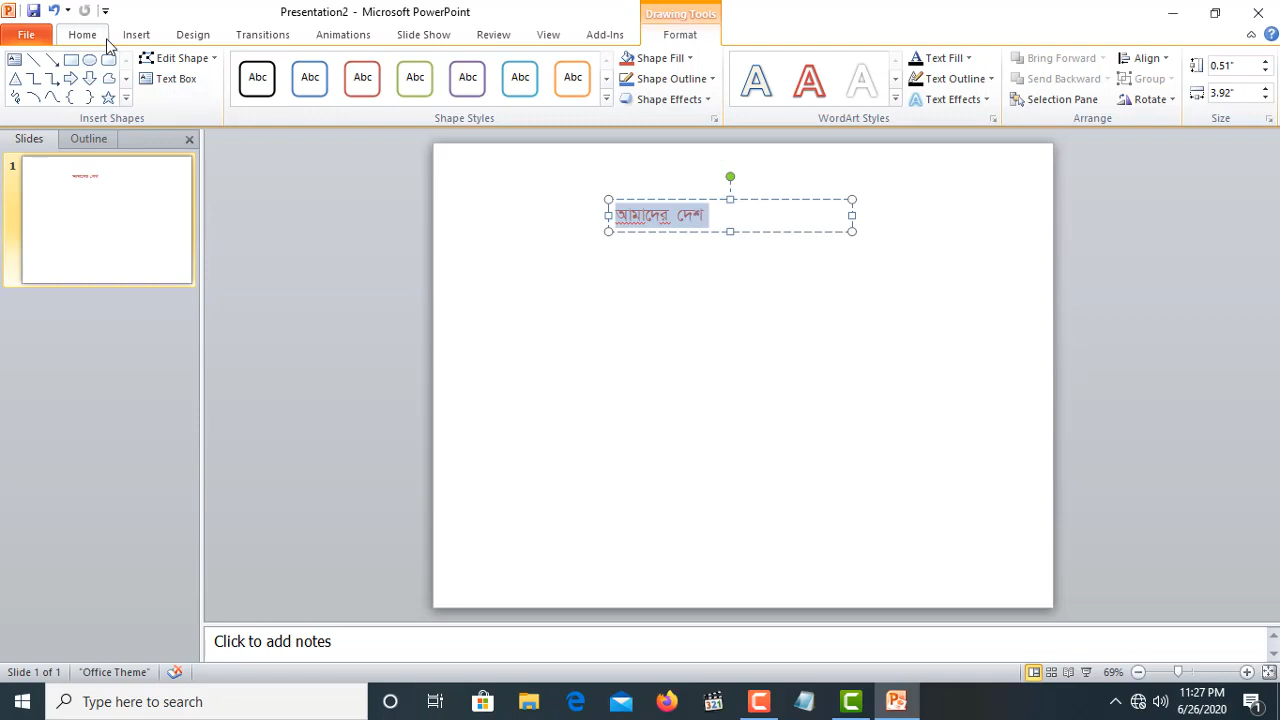 Presentation2 - Microsoft PowerPoint
Drawing Tools
File Home Insert Design Transitions Animations Slide Show Review View Add-Ins Format
Edit Shape
Text Box
Insert Shapes
Abc Abc Abc Abc Abc Abc Abc
Shape Fill
Shape Outline
Shape Effects
Shape Styles
A A A
Text Fill
Text Outline
Text Effects
WordArt Styles
Bring Forward
Send Backward
Selection Pane
Align
Group
Rotate
Arrange
0.51"
3.92"
Size
Slides Outline
1
আমাদের দেশ
আমাদের দেশ
Click to add notes
Slide 1 of 1 "Office Theme" 69%
Type here to search
321
11:27 PM
6/26/2020
1